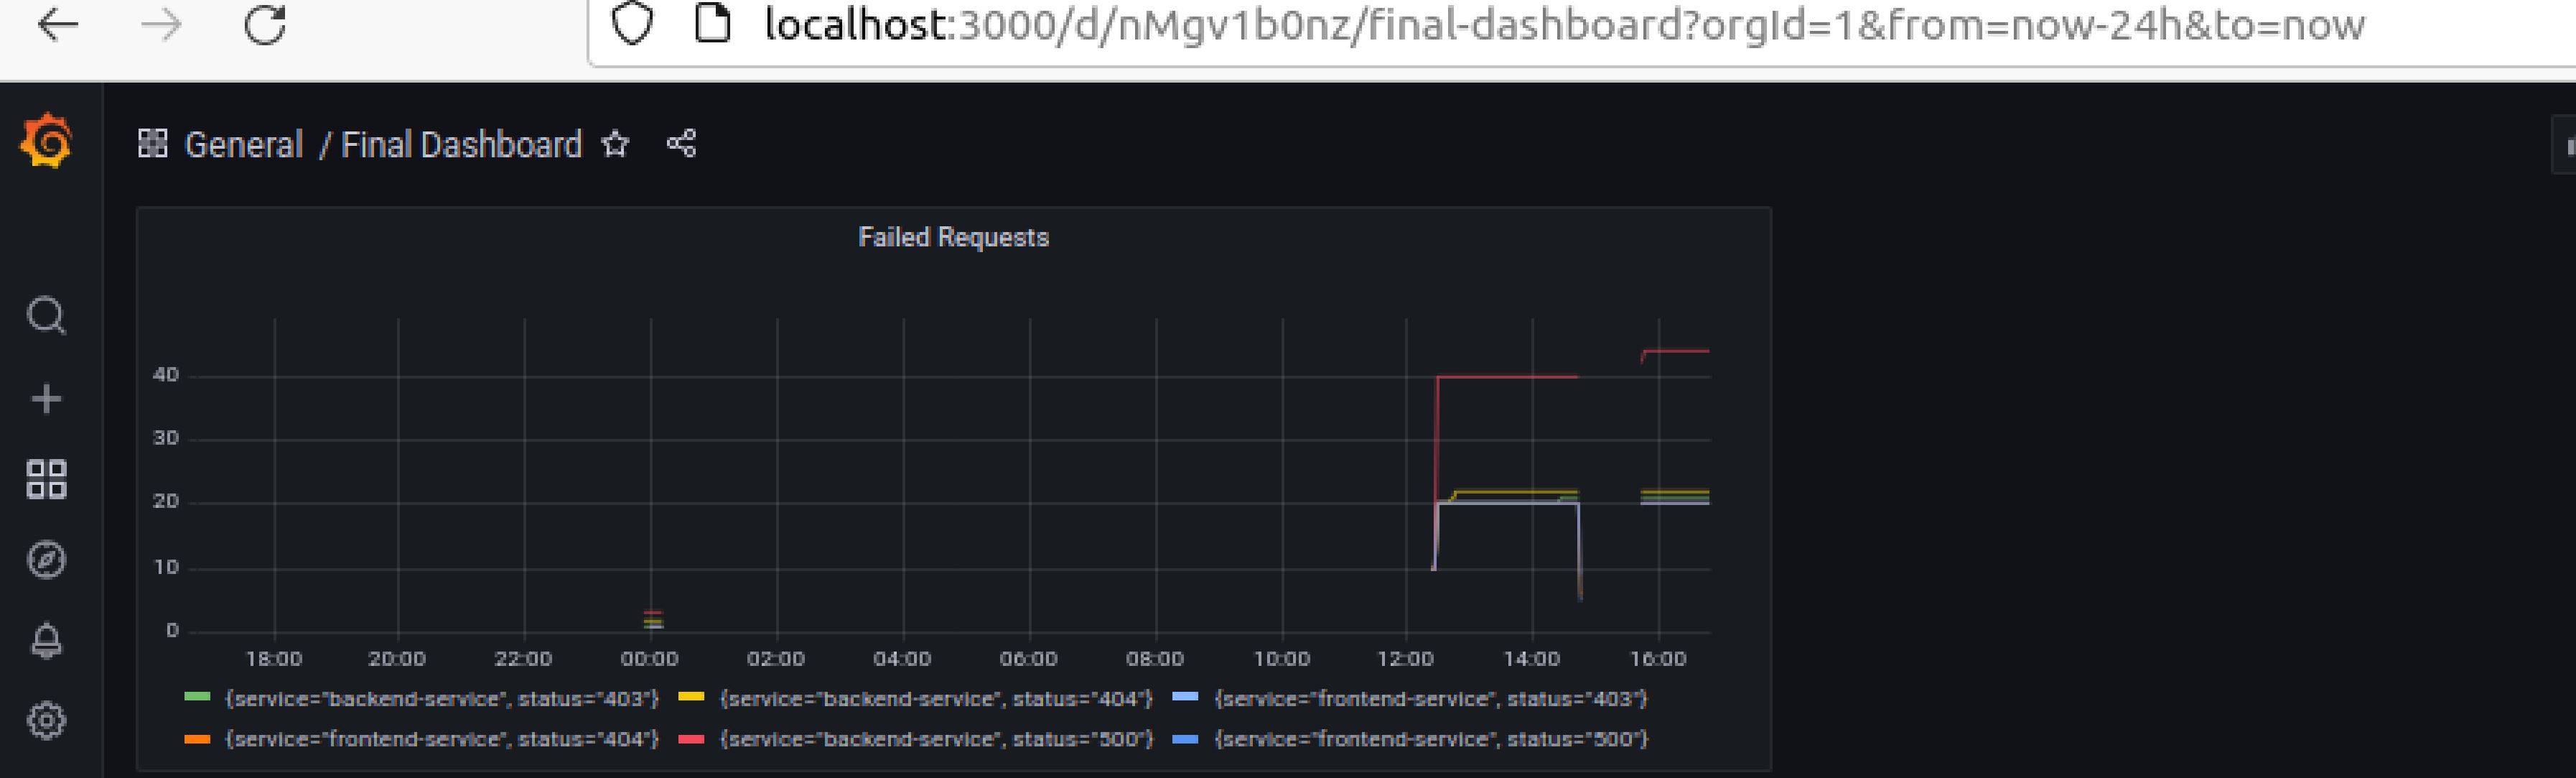 localhost:3000/d/nMgv1b0nz/final-dashboard?orgId=1&from=now-24h&to=now
General / Final Dashboard
Failed Requests
40
30
20
10
0
18:00 20:00 22:00 00:00 02:00 04:00 06:00 08:00 10:00 12:00 14:00 16:00
{service="backend-service", status="403"} {service="backend-service", status="404"} {service="frontend-service", status="403"}
{service="frontend-service", status="404"} {service="backend-service", status="500"} {service="frontend-service", status="500"}